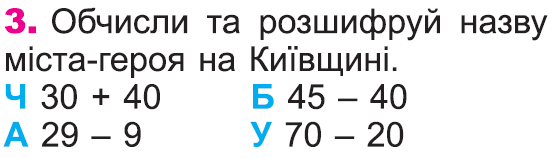 3. Обчисли та розшифруй назву
міста-героя на Київщині.
Ч 30 + 40 Б 45 – 40
А 29 – 9 У 70 – 20